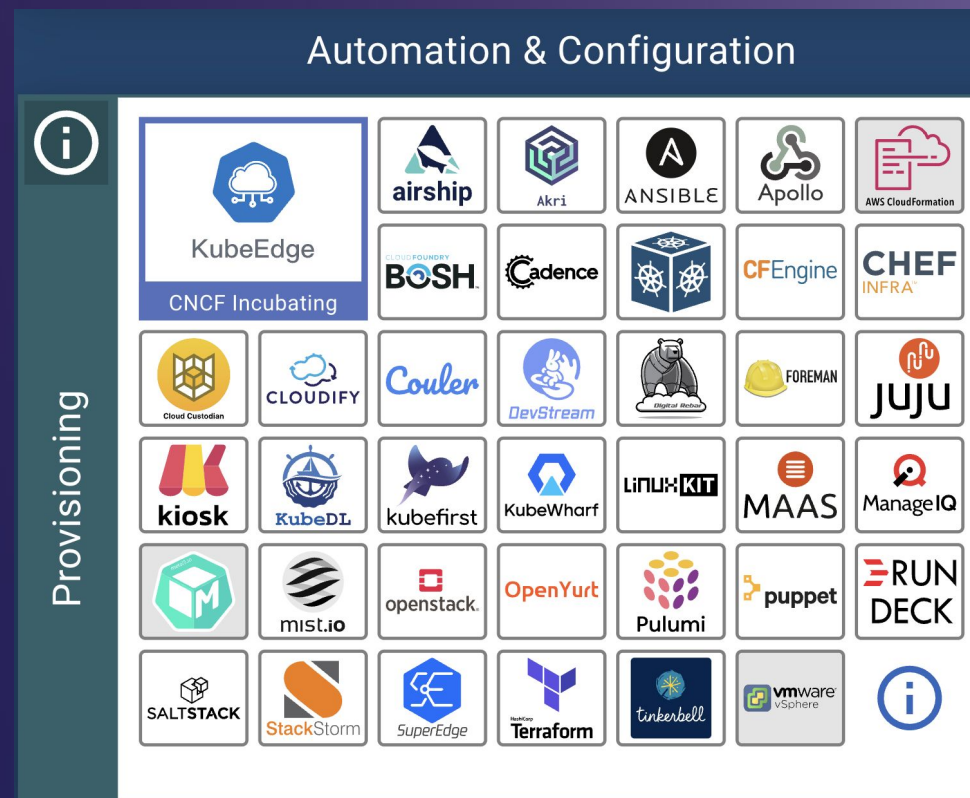 Automation & Configuration
Provisioning
KubeEdge
CNCF Incubating
airship
Akri
ANSIBLE
Apollo
AWS CloudFormation
CLOUDFOUNDRY
BOSH
Cadence
CFEngine
CHEF
INFRA™
Cloud Custodian
CLOUDIFY
Couler
DevStream
Digital Rebar
FOREMAN
JUJU
kiosk
KubeDL
kubefirst
KubeWharf
LiNUX KIT
MAAS
ManageIQ
M
mist.io
openstack.
OpenYurt
Pulumi
puppet
RUN
DECK
SALTSTACK
StackStorm
SuperEdge
HashiCorp
Terraform
tinkerbell
vmware®
vSphere